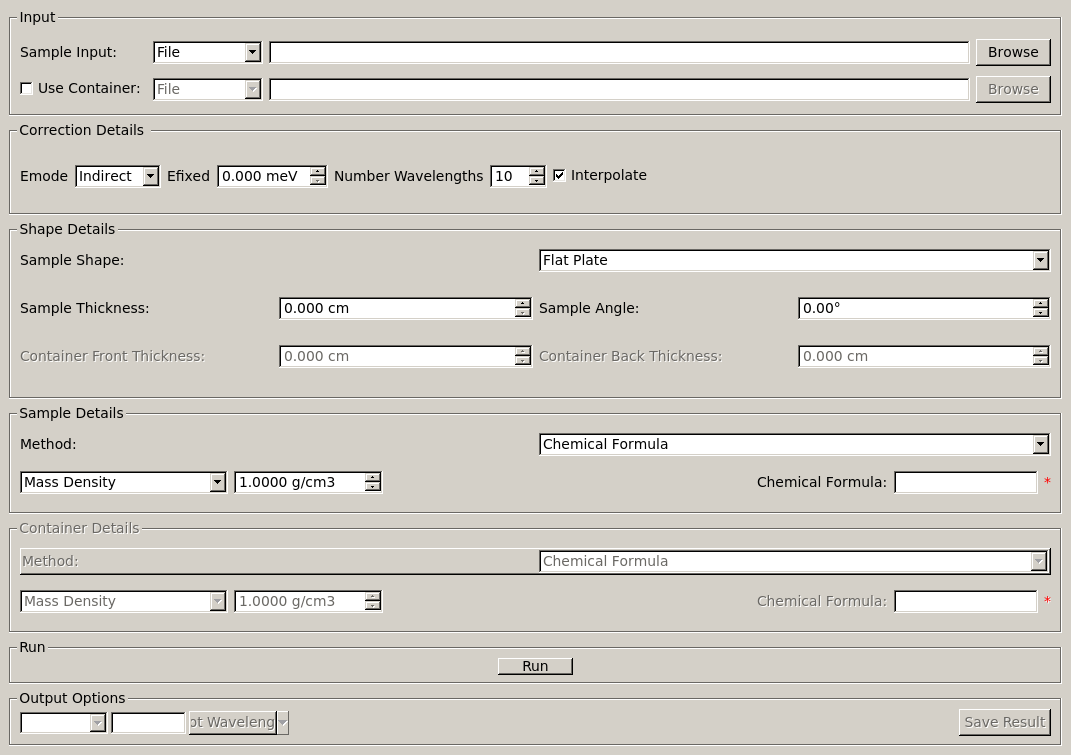 Input
Sample Input: File Browse
Use Container: File Browse
Correction Details
Emode Indirect Efixed 0.000 meV Number Wavelengths 10 Interpolate
Shape Details
Sample Shape: Flat Plate
Sample Thickness: 0.000 cm Sample Angle: 0.00°
Container Front Thickness: 0.000 cm Container Back Thickness: 0.000 cm
Sample Details
Method: Chemical Formula
Mass Density 1.0000 g/cm3 Chemical Formula: *
Container Details
Method: Chemical Formula
Mass Density 1.0000 g/cm3 Chemical Formula: *
Run
Run
Output Options
ot Waveleng Save Result